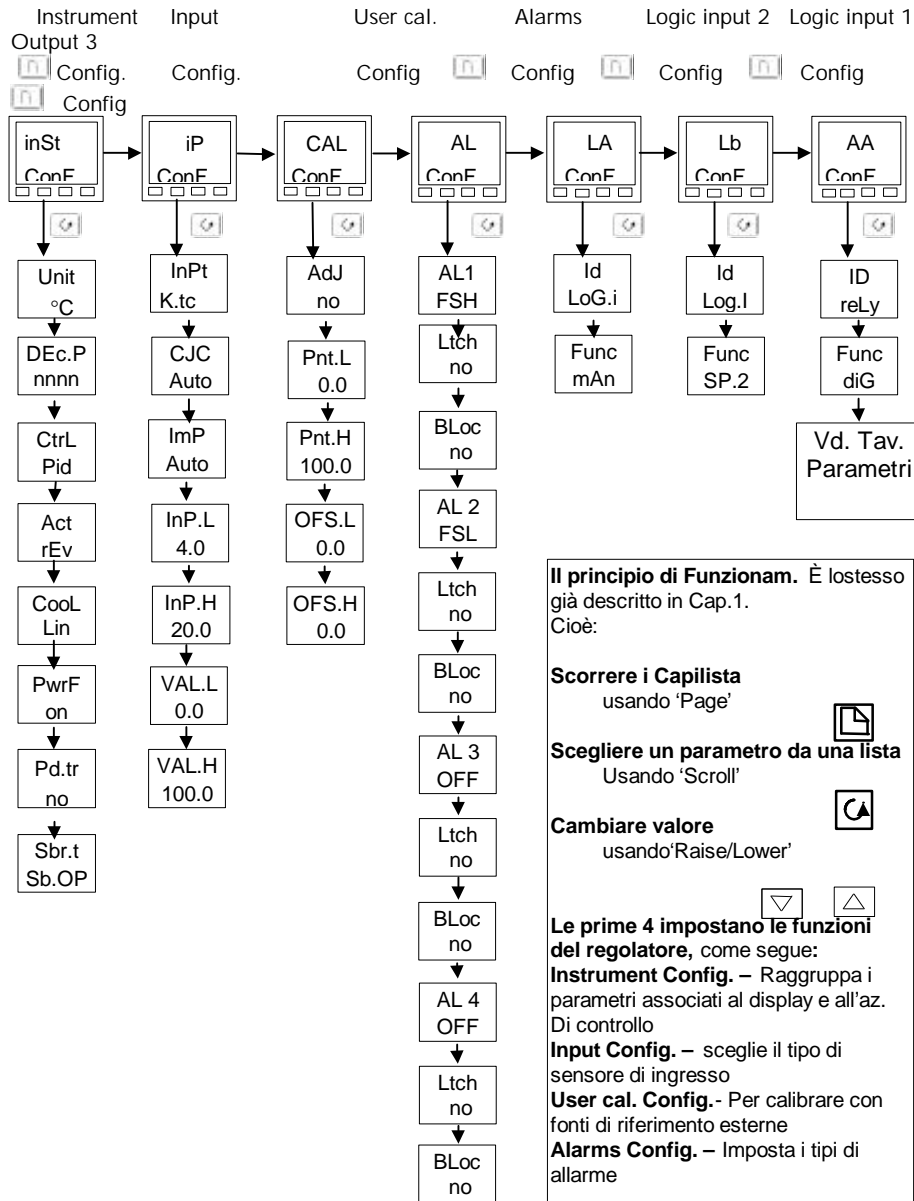 Instrument Input User cal. Alarms Logic input 2 Logic input 1
Output 3
Config. Config. Config Config Config Config
Config
inSt
ConF
iP
ConF
CAL
ConF
AL
ConF
LA
ConF
Lb
ConF
AA
ConF
Unit
°C
DEc.P
nnnn
CtrL
Pid
Act
rEv
CooL
Lin
PwrF
on
Pd.tr
no
Sbr.t
Sb.OP
InPt
K.tc
CJC
Auto
ImP
Auto
InP.L
4.0
InP.H
20.0
VAL.L
0.0
VAL.H
100.0
AdJ
no
Pnt.L
0.0
Pnt.H
100.0
OFS.L
0.0
OFS.H
0.0
AL1
FSH
Ltch
no
BLoc
no
AL 2
FSL
Ltch
no
BLoc
no
AL 3
OFF
Ltch
no
BLoc
no
AL 4
OFF
Ltch
no
BLoc
no
Id
LoG.i
Func
mAn
Id
Log.I
Func
SP.2
ID
reLy
Func
diG
Vd. Tav.
Parametri
Il principio di Funzionam. È lostesso
già descritto in Cap.1.
Cioè:
Scorrere i Capilista
usando ‘Page’
Scegliere un parametro da una lista
Usando ‘Scroll’
Cambiare valore
usando‘Raise/Lower’
Le prime 4 impostano le funzioni
del regolatore, come segue:
Instrument Config. – Raggruppa i
parametri associati al display e all’az.
Di controllo
Input Config. – sceglie il tipo di
sensore di ingresso
User cal. Config.- Per calibrare con
fonti di riferimento esterne
Alarms Config. – Imposta i tipi di
allarme